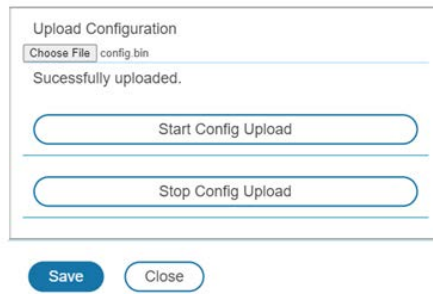 Upload Configuration
Choose File config.bin
Sucessfully uploaded.
Start Config Upload
Stop Config Upload
Save Close